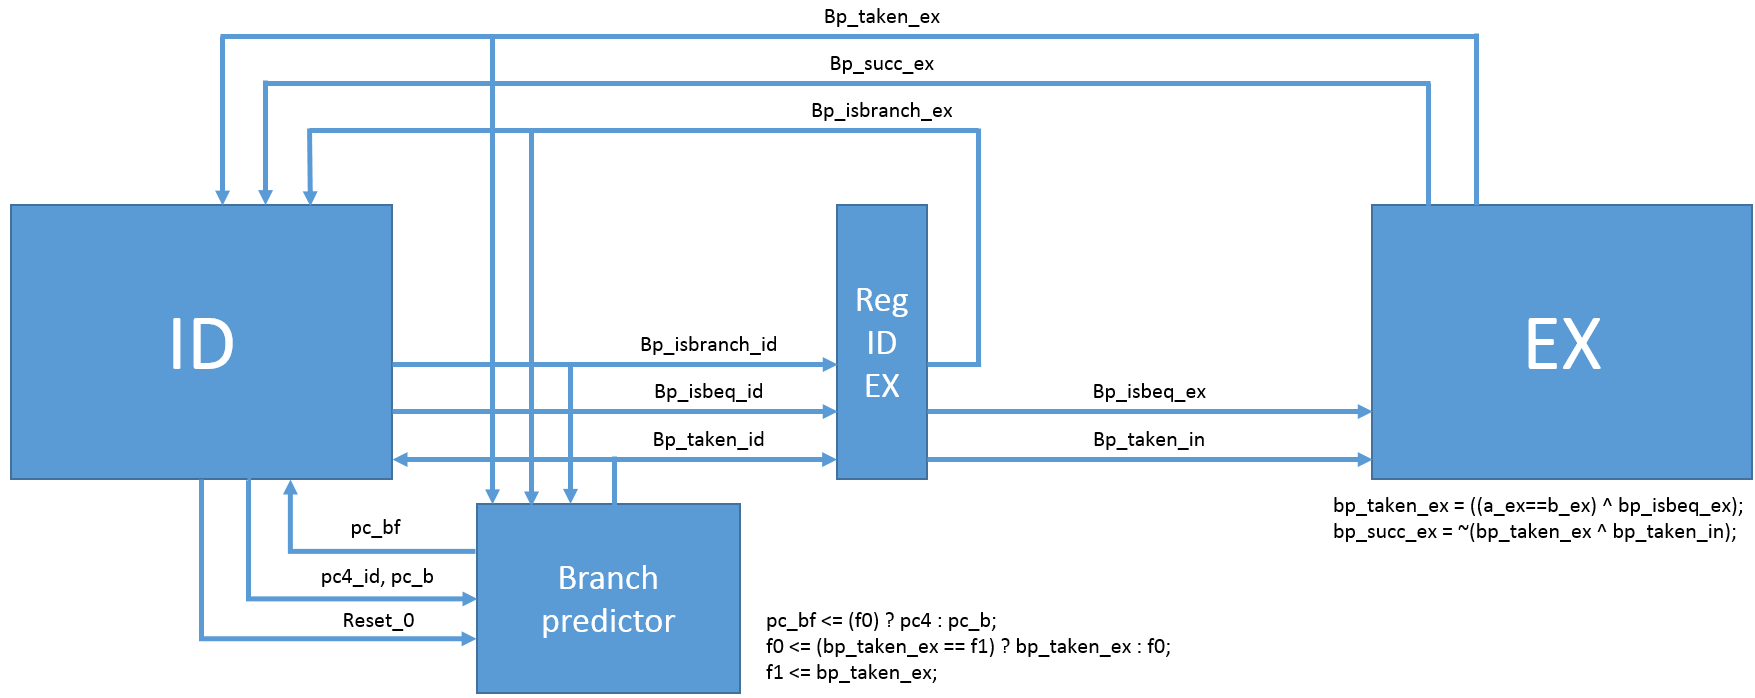 Bp_taken_ex
Bp_succ_ex
Bp_isbranch_ex
ID
Reg
ID
EX
EX
Bp_isbranch_id
Bp_isbeq_id
Bp_isbeq_ex
Bp_taken_id
Bp_taken_in
bp_taken_ex = ((a_ex==b_ex) ^ bp_isbeq_ex);
bp_succ_ex = ~(bp_taken_ex ^ bp_taken_in);
pc_bf
pc4_id, pc_b
Reset_0
Branch
predictor
pc_bf <= (f0) ? pc4 : pc_b;
f0 <= (bp_taken_ex == f1) ? bp_taken_ex : f0;
f1 <= bp_taken_ex;